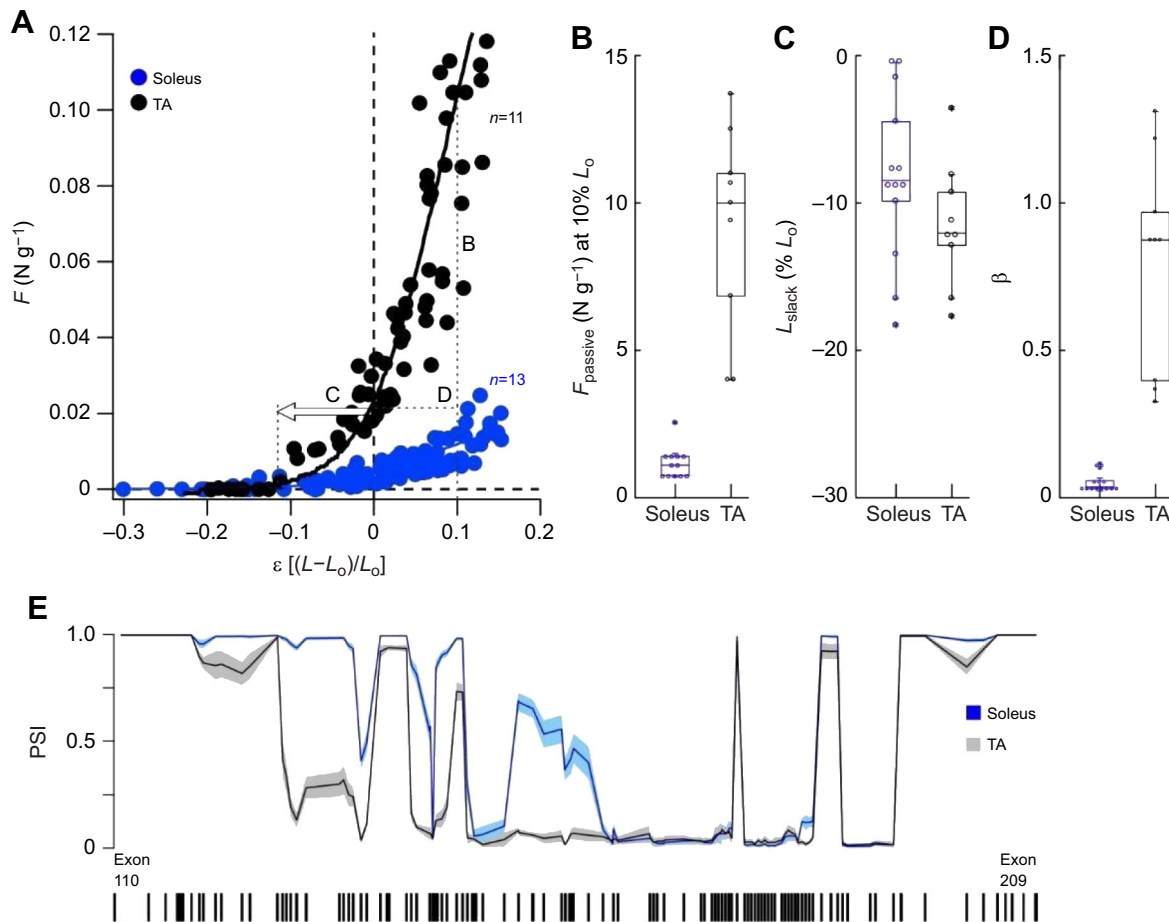 A
0.12
0.10
0.08
0.06
0.04
0.02
0
F (N g⁻¹)
Soleus
TA
n=11
B
n=13
C
D
–0.3
–0.2
–0.1
0
0.1
0.2
ε [(L–Lₒ)/Lₒ]
B
15
10
5
0
F_passive (N g⁻¹) at 10% Lₒ
Soleus TA
C
0
–10
–20
–30
L_slack (% Lₒ)
Soleus TA
D
1.5
1.0
0.5
0
β
Soleus TA
E
1.0
0.5
0
PSI
Soleus
TA
Exon
110
Exon
209